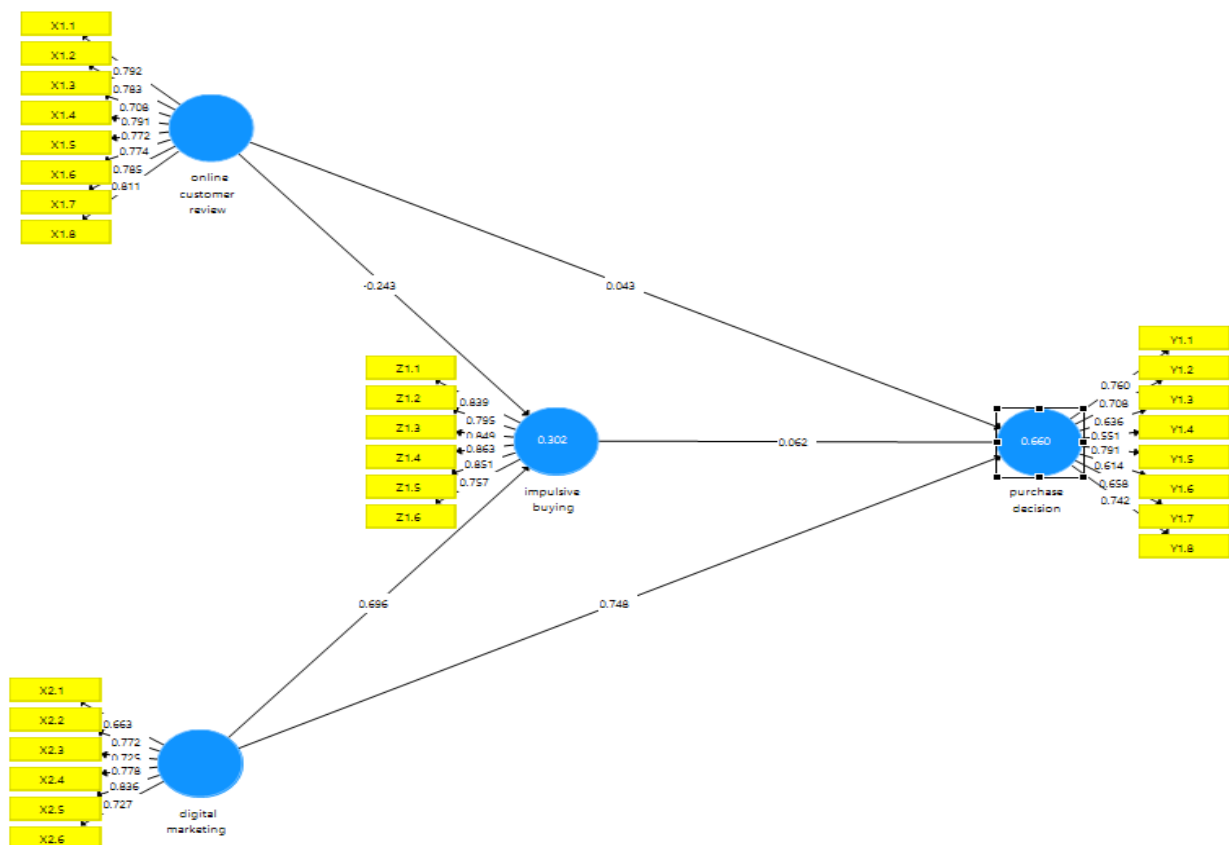 X1.1
X1.2
X1.3
X1.4
X1.5
X1.6
X1.7
X1.8
0.792
0.783
0.708
0.791
0.772
0.774
0.785
0.811
online
customer
review
-0.243
0.043
Z1.1
Z1.2
Z1.3
Z1.4
Z1.5
Z1.6
0.839
0.795
0.849
0.863
0.851
0.757
0.302
impulsive
buying
0.062
0.660
purchase
decision
Y1.1
Y1.2
Y1.3
Y1.4
Y1.5
Y1.6
Y1.7
Y1.8
0.760
0.708
0.636
0.551
0.791
0.614
0.658
0.742
0.696
0.748
X2.1
X2.2
X2.3
X2.4
X2.5
X2.6
0.663
0.772
0.725
0.778
0.836
0.727
digital
marketing